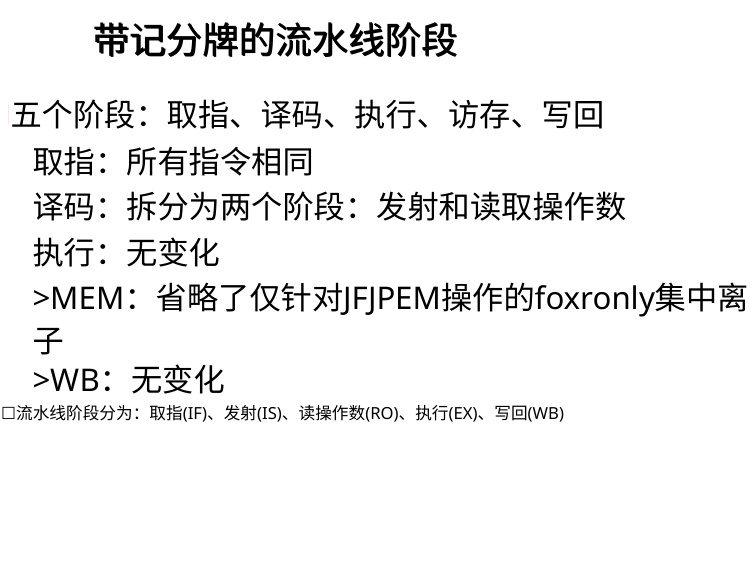 带记分牌的流水线阶段
五个阶段：取指、译码、执行、访存、写回
取指：所有指令相同
译码：拆分为两个阶段：发射和读取操作数
执行：无变化
>MEM：省略了仅针对JFJPEM操作的foxronly集中离
子
>WB：无变化
□流水线阶段分为：取指(IF)、发射(IS)、读操作数(RO)、执行(EX)、写回(WB)